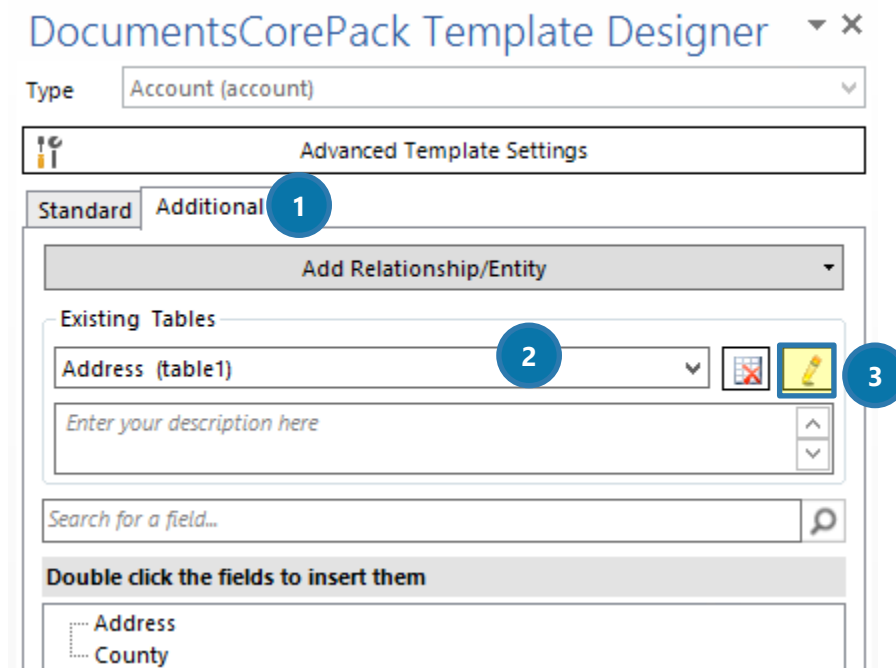 DocumentsCorePack Template Designer
Type Account (account)
Advanced Template Settings
Standard Additional 1
Add Relationship/Entity
Existing Tables
Address (table1) 2 3
Enter your description here
Search for a field...
Double click the fields to insert them
Address
County